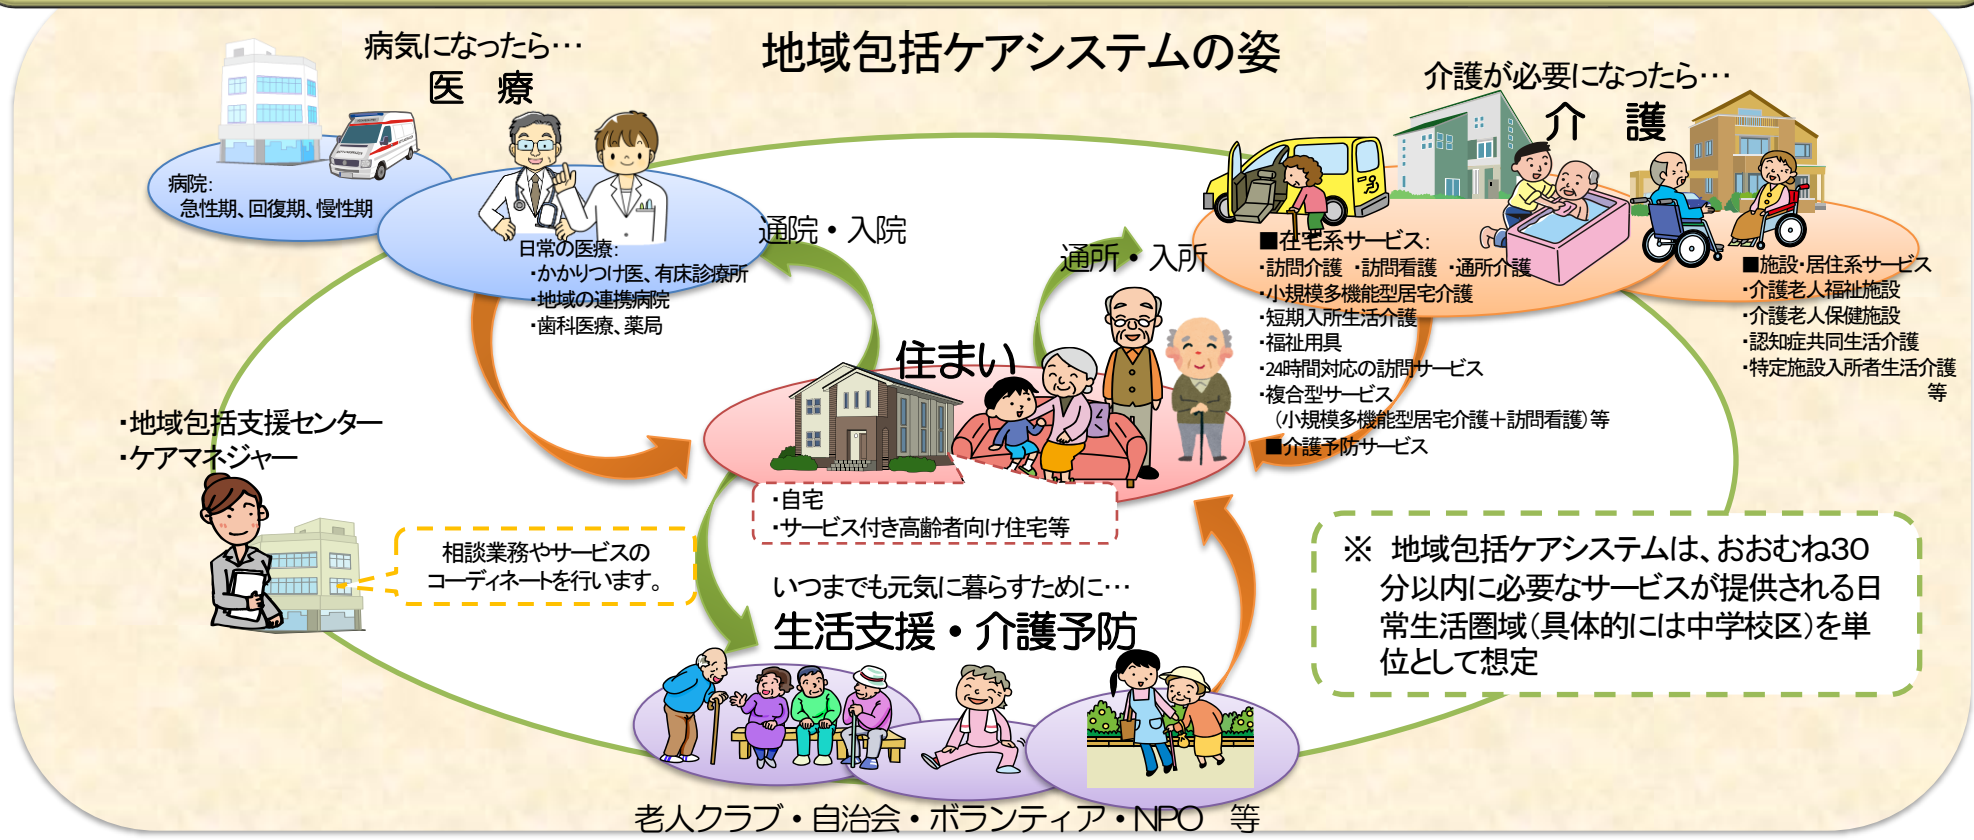 地域包括ケアシステムの姿
病気になったら…
医　療
病院:
急性期、回復期、慢性期
日常の医療:
・かかりつけ医、有床診療所
・地域の連携病院
・歯科医療、薬局
通院・入院
通所・入所
介護が必要になったら…
介　護
■在宅系サービス:
・訪問介護 ・訪問看護 ・通所介護
・小規模多機能型居宅介護
・短期入所生活介護
・福祉用具
・24時間対応の訪問サービス
・複合型サービス
（小規模多機能型居宅介護＋訪問看護）等
■介護予防サービス
■施設・居住系サービス
・介護老人福祉施設
・介護老人保健施設
・認知症共同生活介護
・特定施設入所者生活介護
等
住まい
・自宅
・サービス付き高齢者向け住宅等
・地域包括支援センター
・ケアマネジャー
相談業務やサービスの
コーディネートを行います。
いつまでも元気に暮らすために…
生活支援・介護予防
老人クラブ・自治会・ボランティア・NPO　等
※　地域包括ケアシステムは、おおむね30
分以内に必要なサービスが提供される日
常生活圏域（具体的には中学校区）を単
位として想定